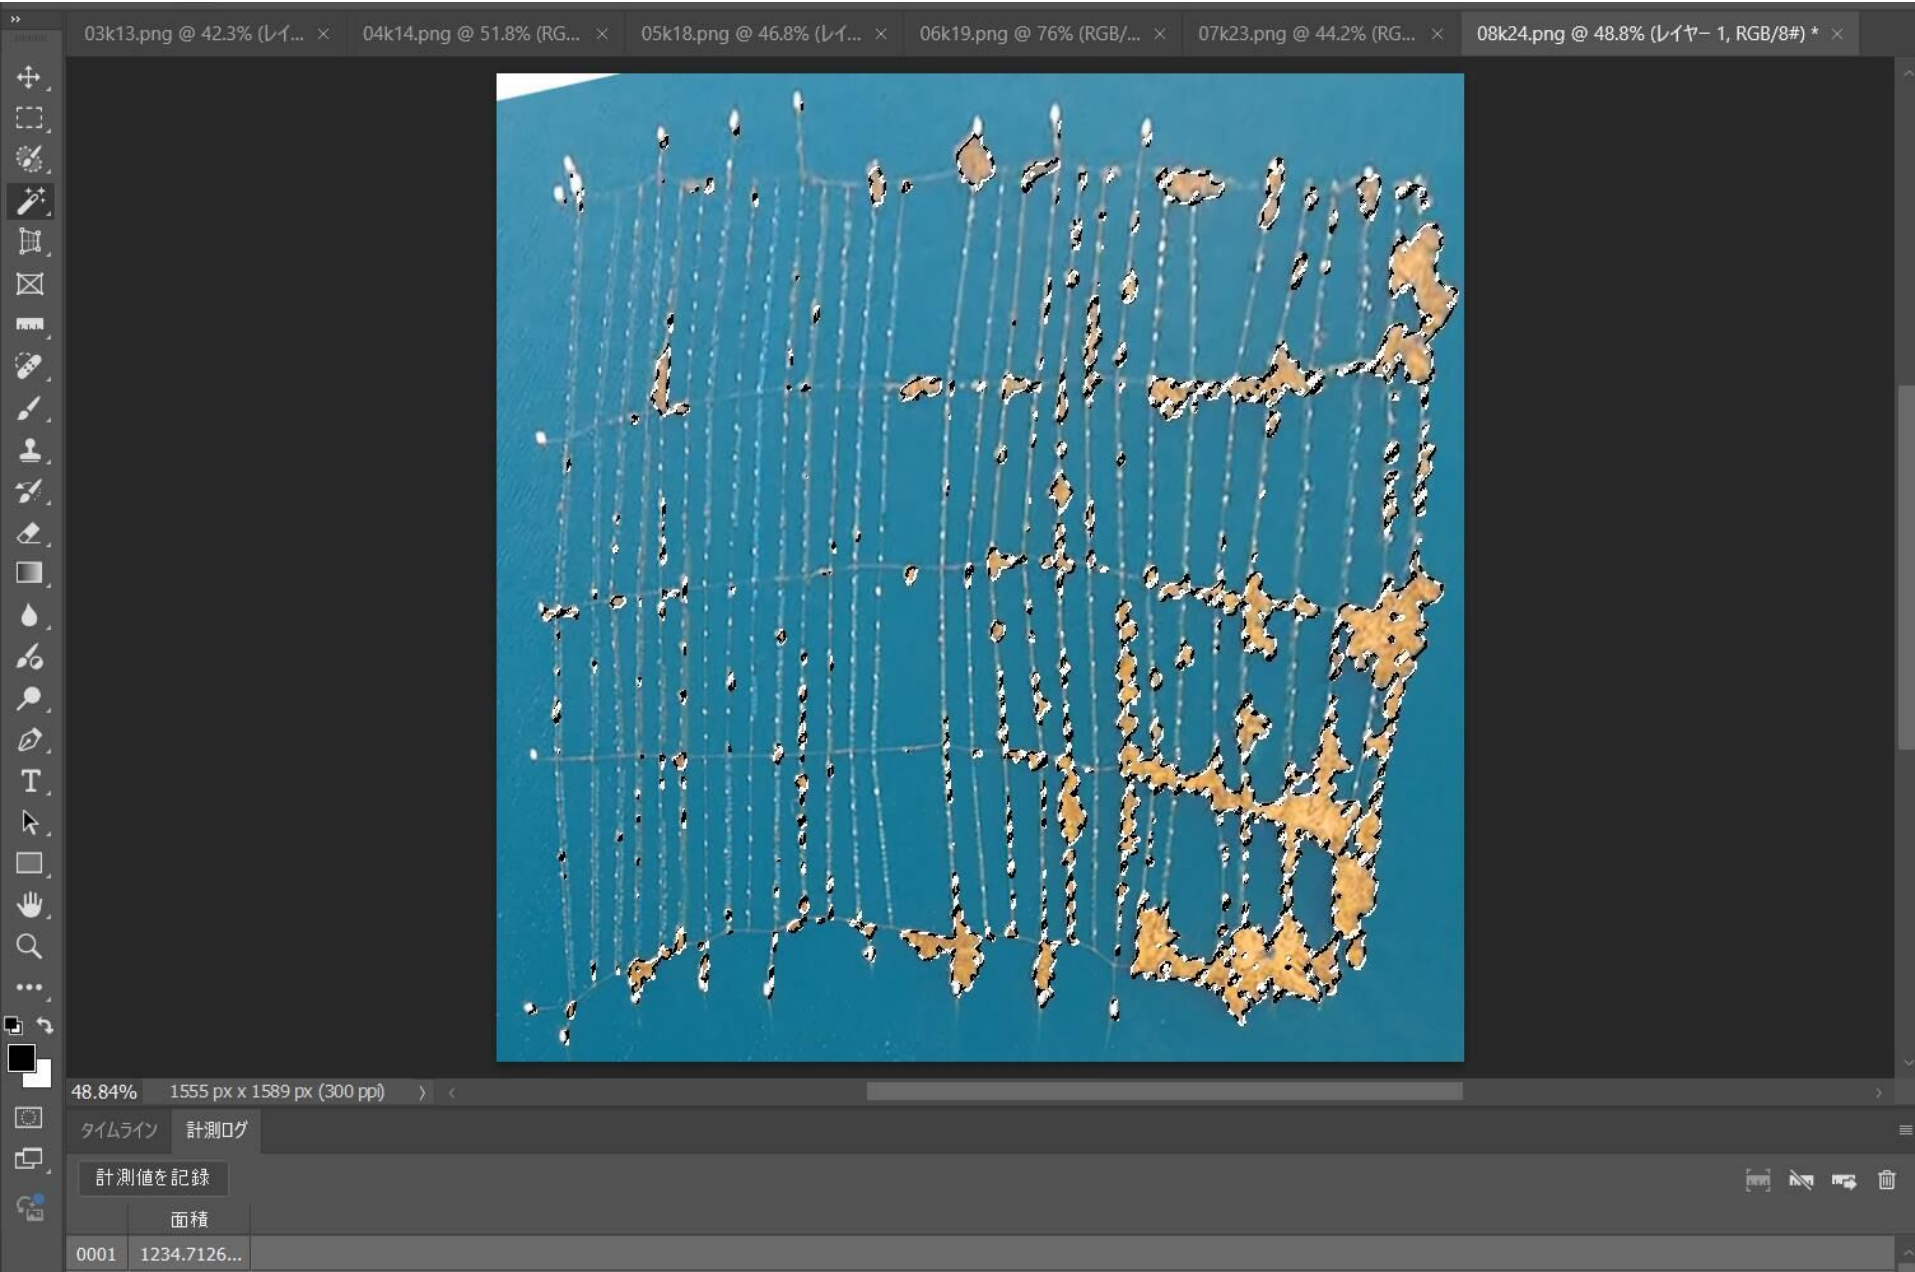 03k13.png @ 42.3% (レイ... ×
04k14.png @ 51.8% (RG... ×
05k18.png @ 46.8% (レイ... ×
06k19.png @ 76% (RGB/... ×
07k23.png @ 44.2% (RG... ×
08k24.png @ 48.8% (レイヤー 1, RGB/8#) * ×
48.84% 1555 px x 1589 px (300 ppi)
タイムライン 計測ログ
計測値を記録
面積
0001 1234.7126...